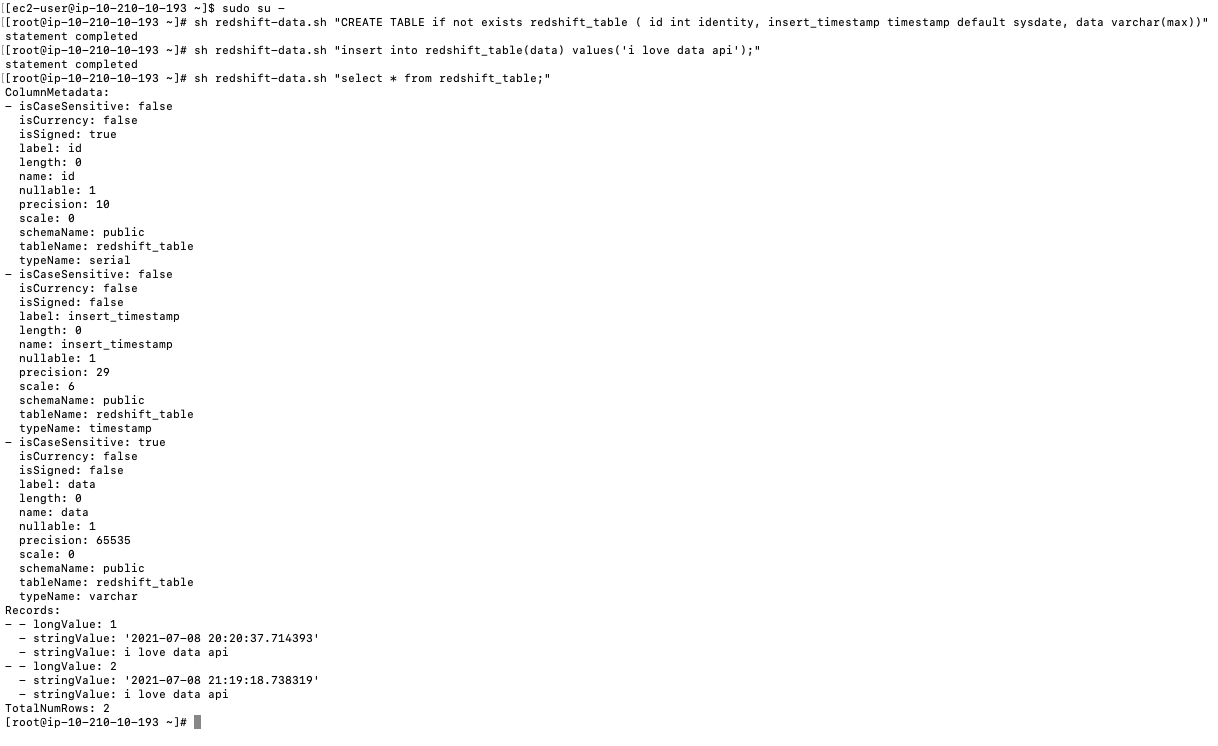 [[ec2-user@ip-10-210-10-193 ~]$ sudo su -
[[root@ip-10-210-10-193 ~]# sh redshift-data.sh "CREATE TABLE if not exists redshift_table ( id int identity, insert_timestamp timestamp default sysdate, data varchar(max))"
statement completed
[[root@ip-10-210-10-193 ~]# sh redshift-data.sh "insert into redshift_table(data) values('i love data api');"
statement completed
[[root@ip-10-210-10-193 ~]# sh redshift-data.sh "select * from redshift_table;"
ColumnMetadata:
- isCaseSensitive: false
  isCurrency: false
  isSigned: true
  label: id
  length: 0
  name: id
  nullable: 1
  precision: 10
  scale: 0
  schemaName: public
  tableName: redshift_table
  typeName: serial
- isCaseSensitive: false
  isCurrency: false
  isSigned: false
  label: insert_timestamp
  length: 0
  name: insert_timestamp
  nullable: 1
  precision: 29
  scale: 6
  schemaName: public
  tableName: redshift_table
  typeName: timestamp
- isCaseSensitive: true
  isCurrency: false
  isSigned: false
  label: data
  length: 0
  name: data
  nullable: 1
  precision: 65535
  scale: 0
  schemaName: public
  tableName: redshift_table
  typeName: varchar
Records:
- - longValue: 1
  - stringValue: '2021-07-08 20:20:37.714393'
  - stringValue: i love data api
- - longValue: 2
  - stringValue: '2021-07-08 21:19:18.738319'
  - stringValue: i love data api
TotalNumRows: 2
[root@ip-10-210-10-193 ~]#